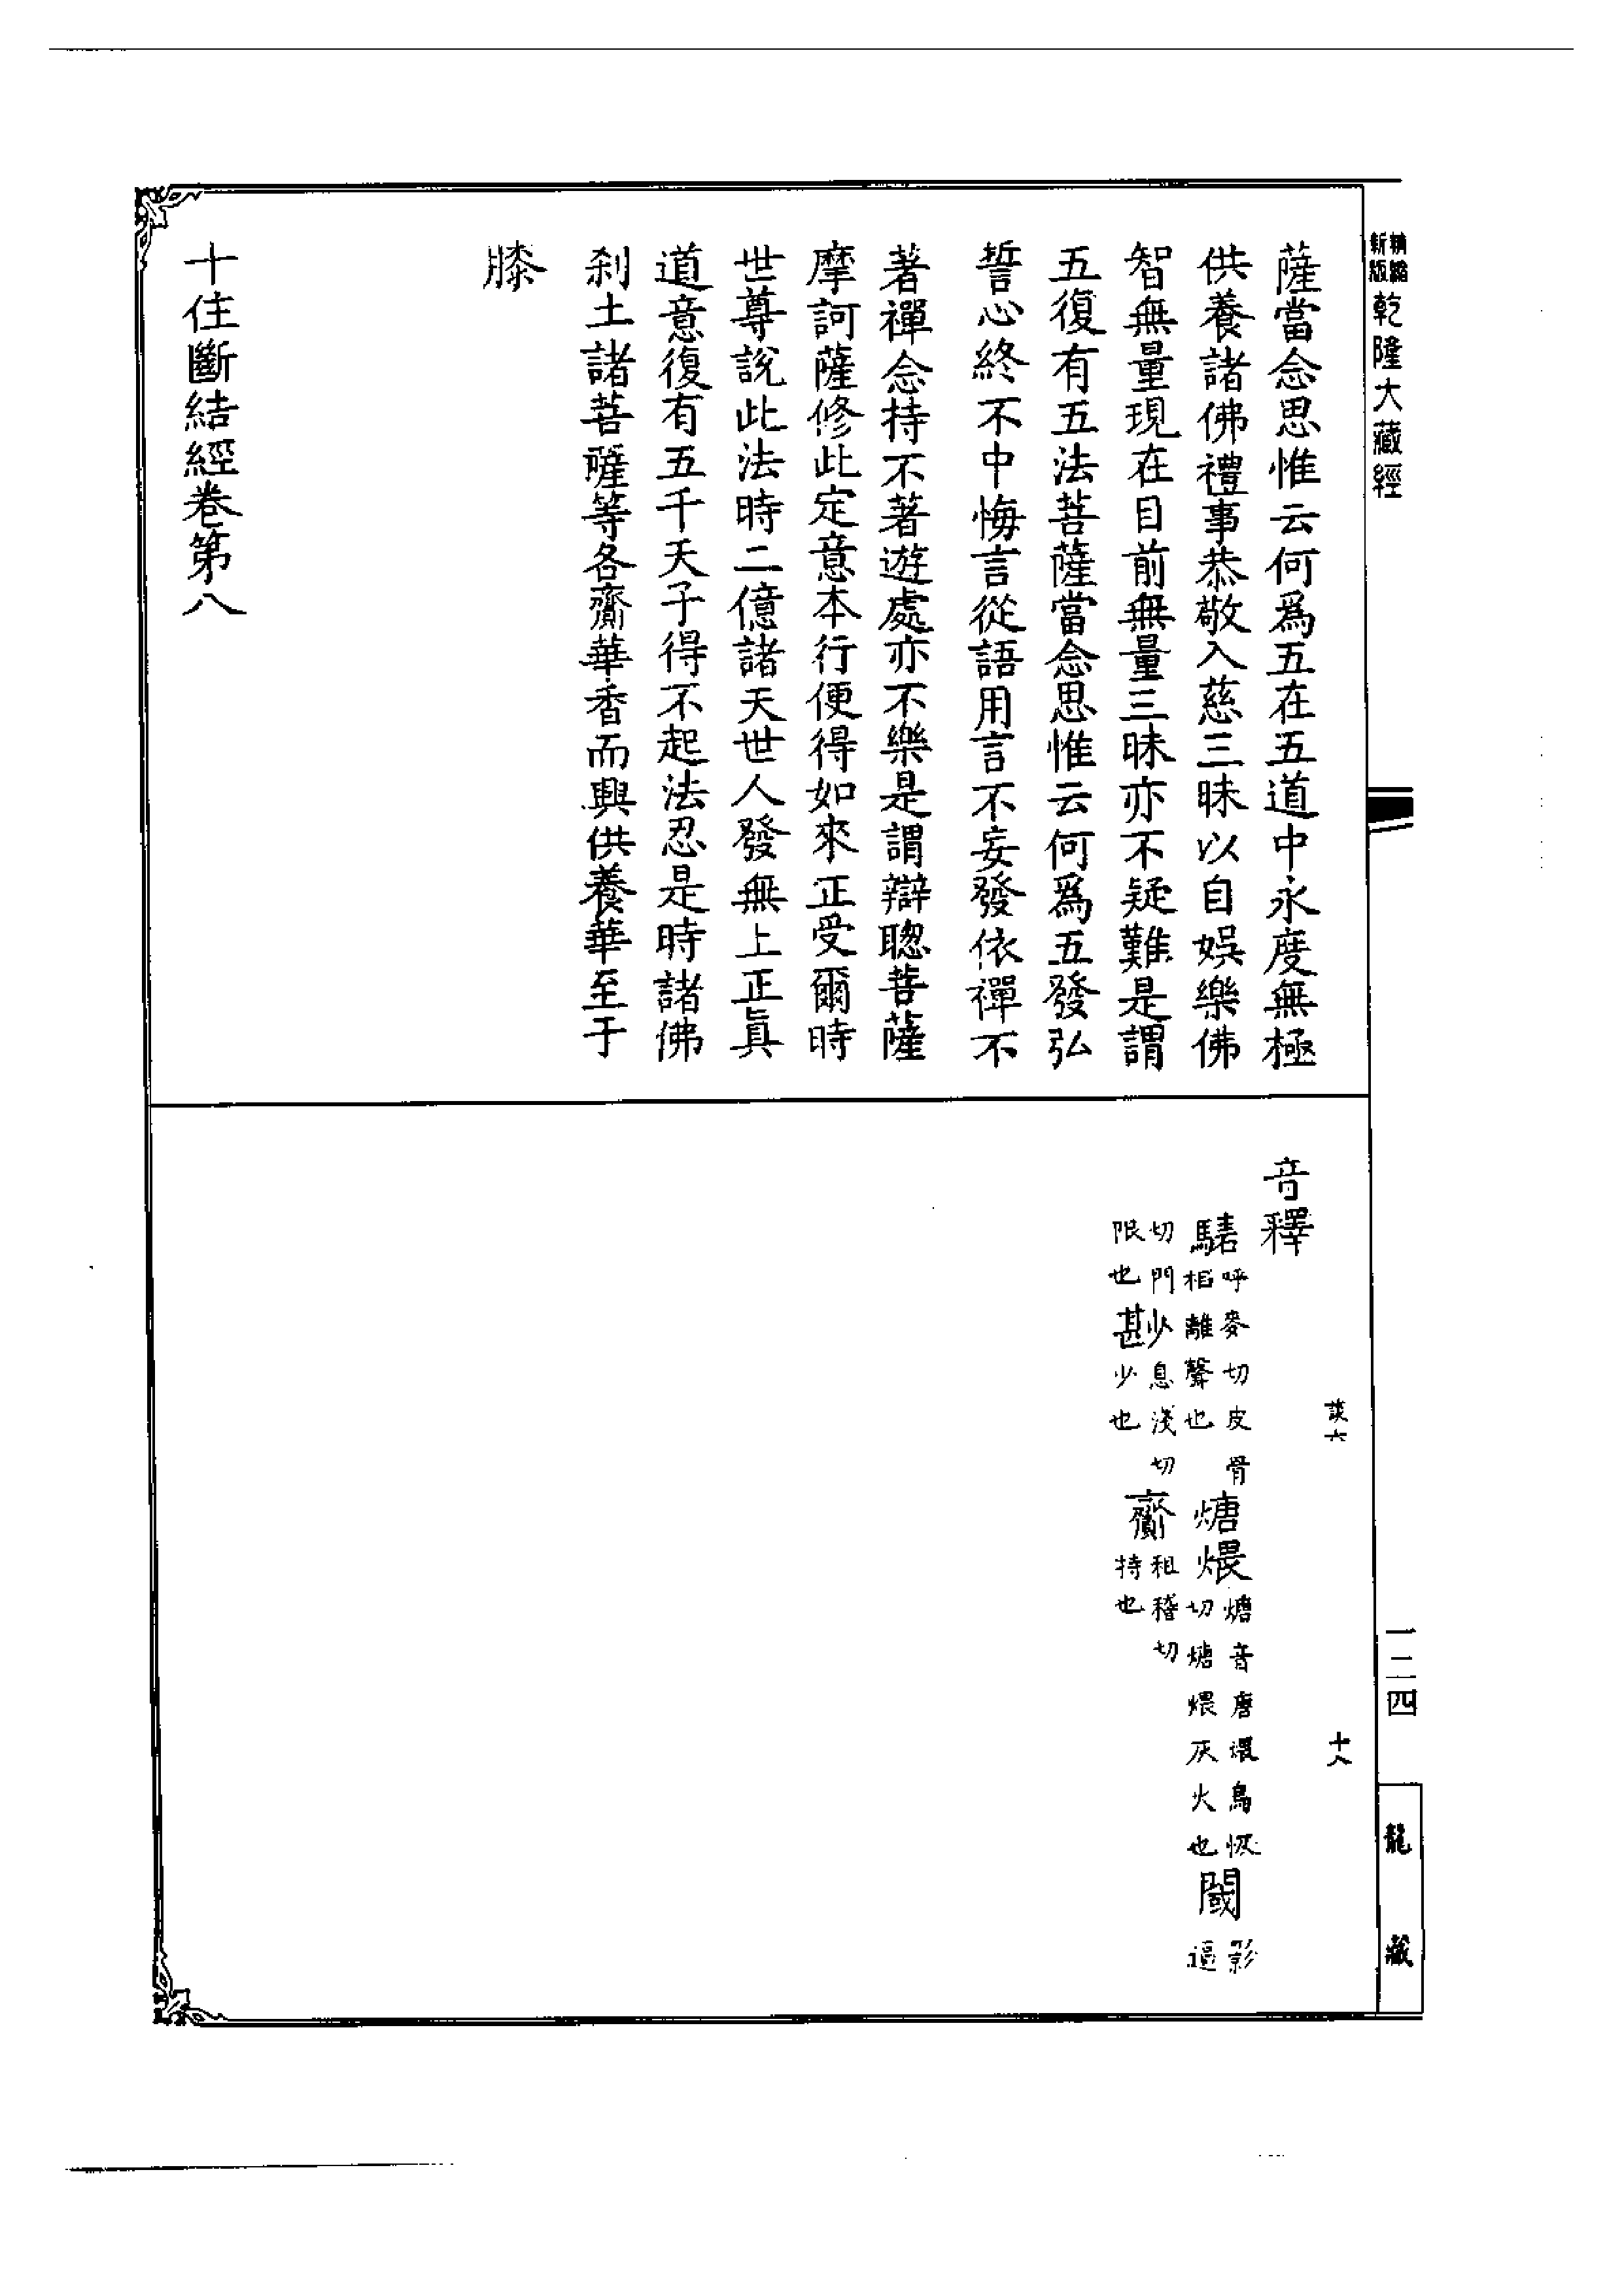 精縮新版乾隆大藏經
薩當念思惟云何爲五在五道中永度無極
供養諸佛禮事恭敬入慈三昧以自娛樂佛
智無量現在目前無量三昧亦不疑難是謂
五復有五法菩薩當念思惟云何爲五發弘
誓心終不中悔言從語用言不妄發依禪不
著禪念持不著遊處亦不樂是謂辯聰菩薩
摩訶薩修此定意本行便得如來正受爾時
世尊說此法時二億諸天世人發無上正眞
道意復有五千天子得不起法忍是時諸佛
刹土諸菩薩等各齎華香而興供養華至于
膝
十住斷結經卷第八
談六
十八
音釋
騞呼麥切皮骨相離聲也 煻煨煻音唐煨烏恢切煻煨灰火也 閾影逼
切門限也 尠息淺切少也 齎租稽切持也
一二四
龍藏